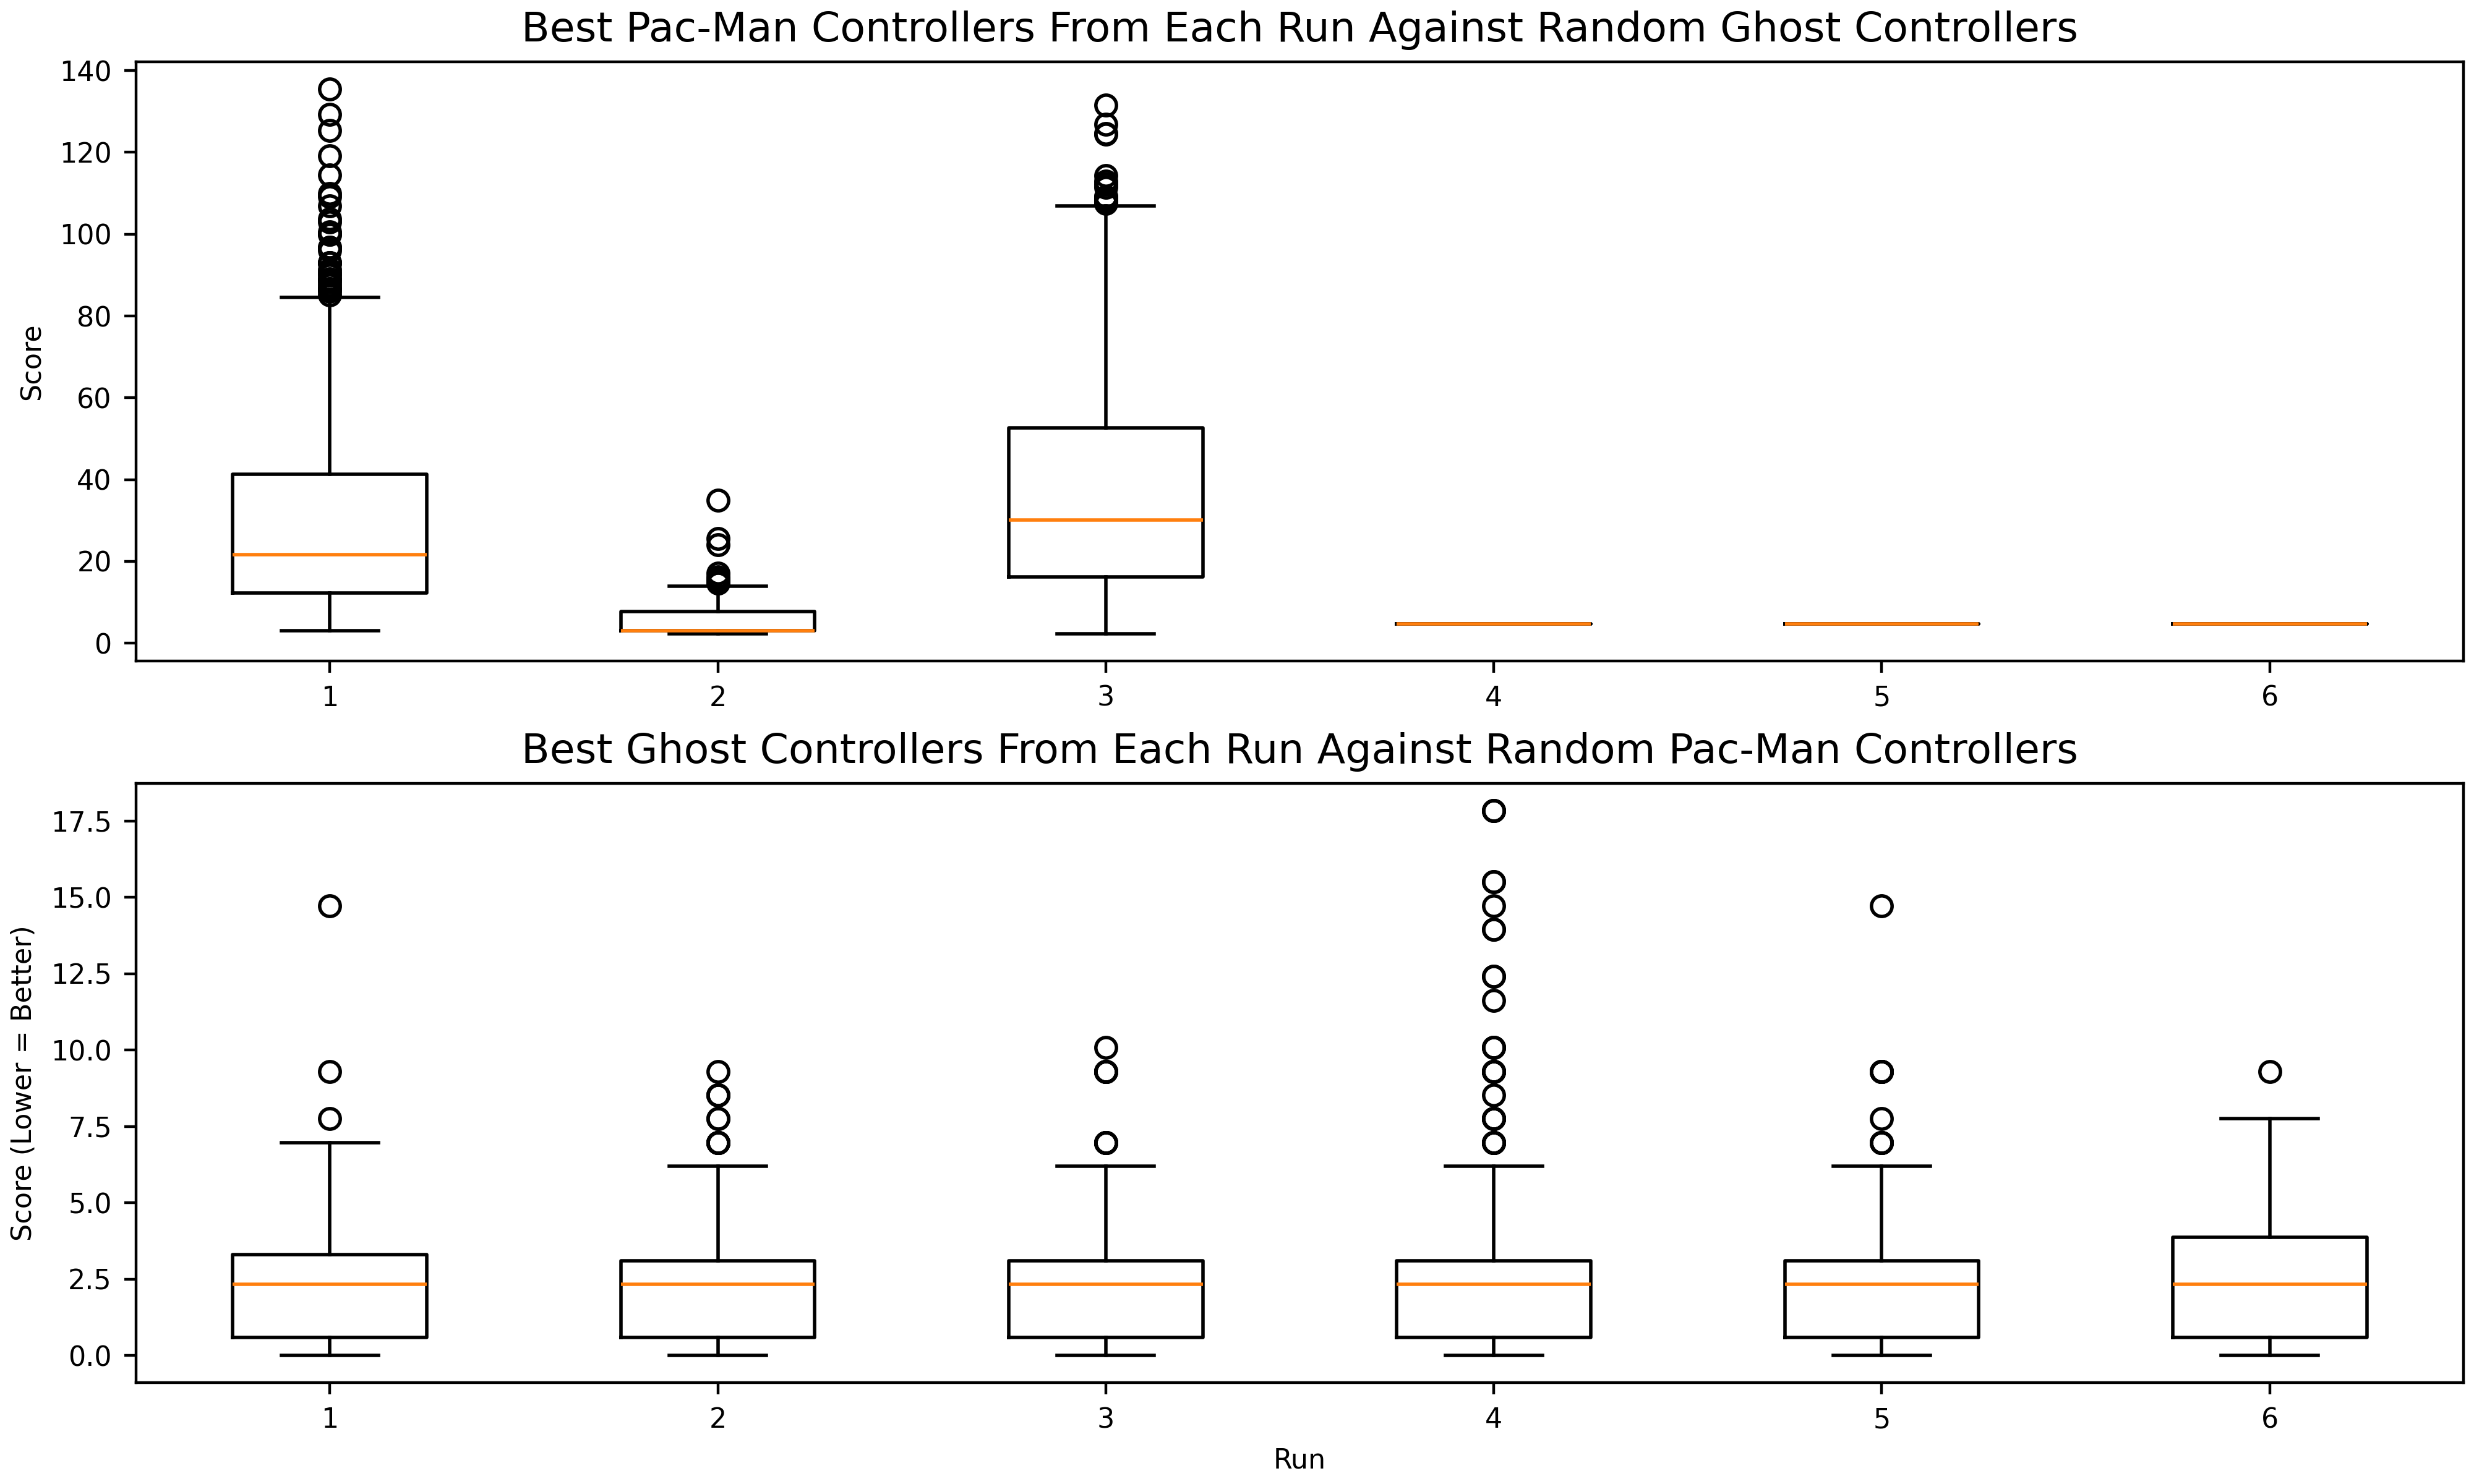 Best Pac-Man Controllers From Each Run Against Random Ghost Controllers
140
120
100
80
60
40
20
0
Score
1 2 3 4 5 6
Best Ghost Controllers From Each Run Against Random Pac-Man Controllers
17.5
15.0
12.5
10.0
7.5
5.0
2.5
0.0
Score (Lower = Better)
1 2 3 4 5 6
Run